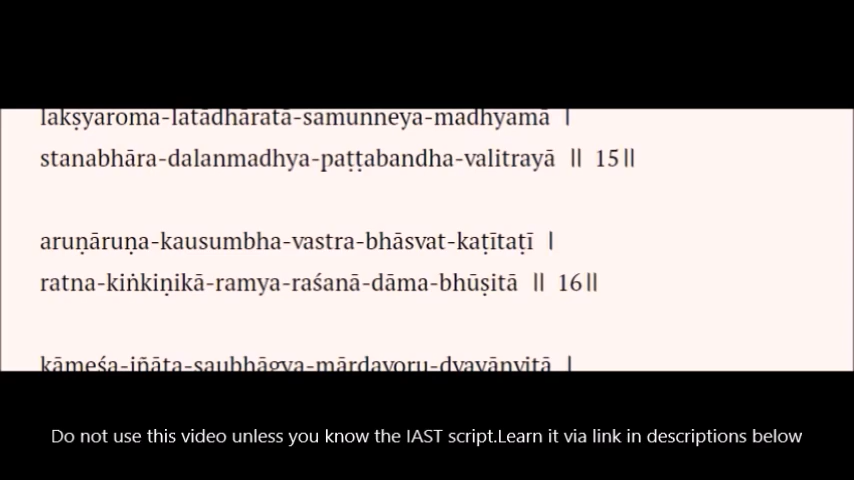 lakṣyaroma-latādhāratā-samunneya-madhyamā |
stanabhāra-dalanmadhya-paṭṭabandha-valitrayā || 15||
aruṇāruṇa-kausumbha-vastra-bhāsvat-kaṭītaṭī |
ratna-kiṅkiṇikā-ramya-raśanā-dāma-bhūṣitā || 16||
kāmeśa-jñāta-saubhāgya-mārdavoru-dvayānvitā |
Do not use this video unless you know the IAST script.Learn it via link in descriptions below